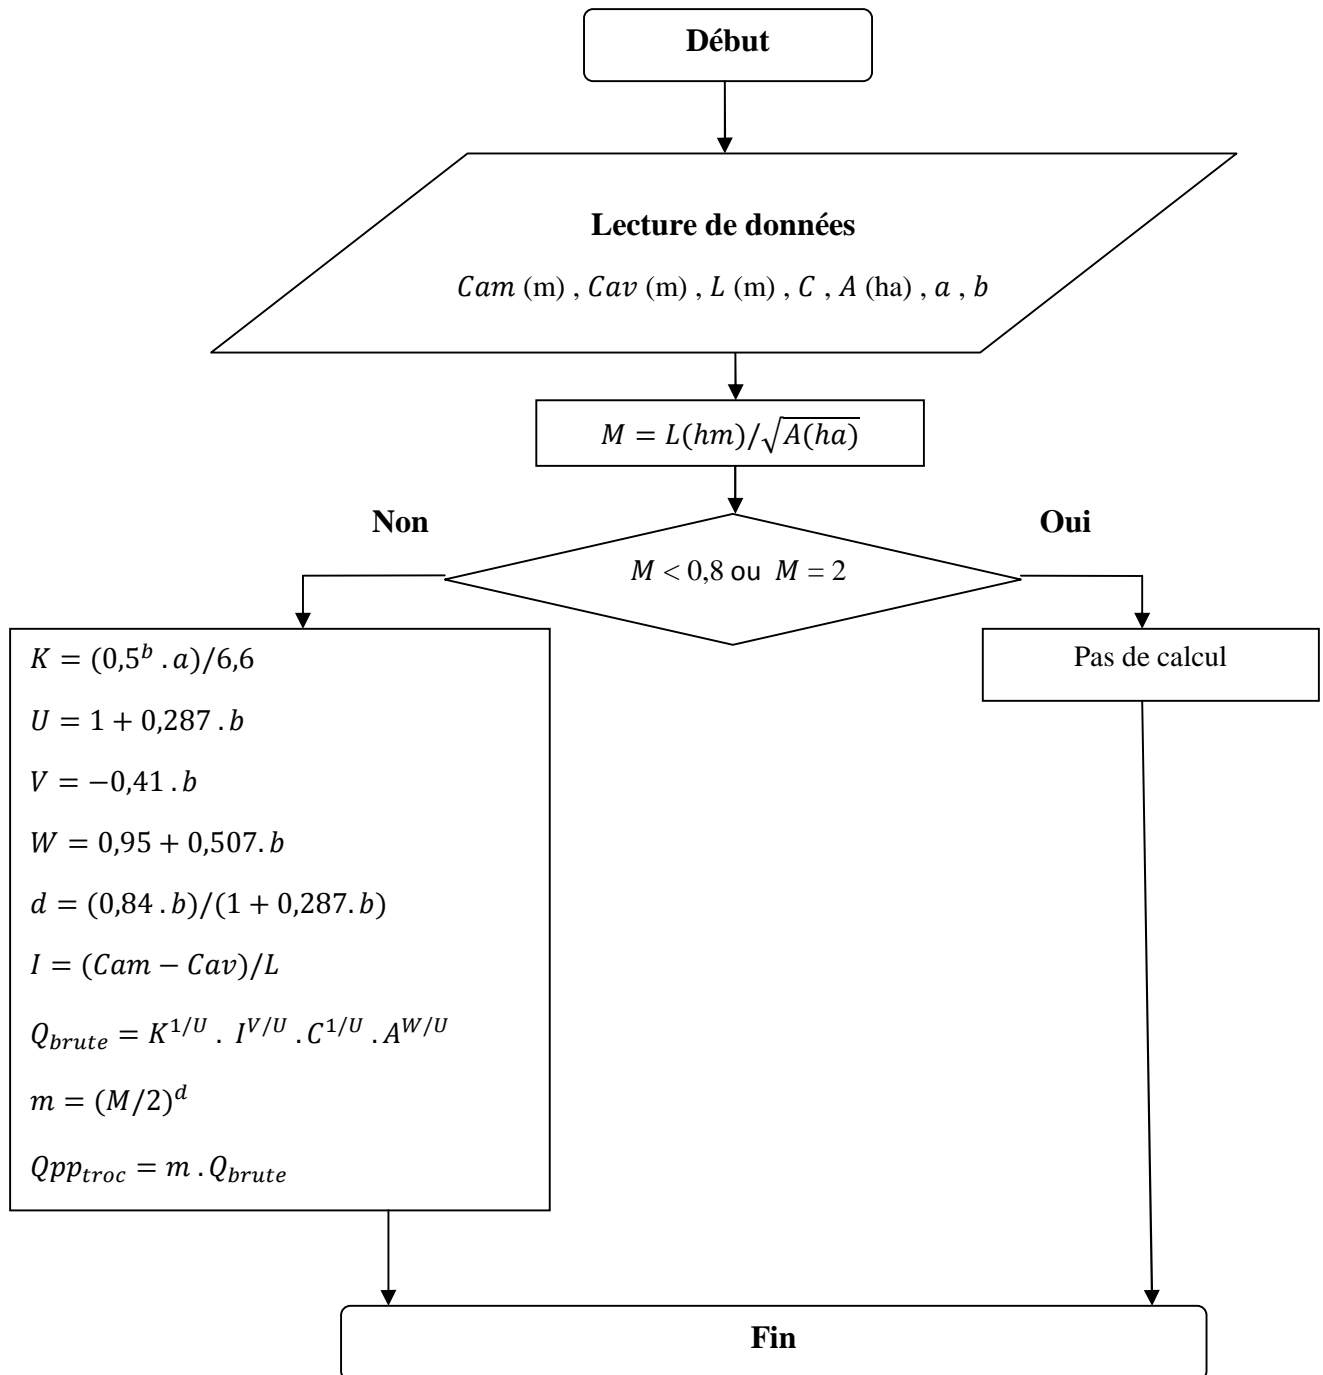 Début
Lecture de données
Cam (m) , Cav (m) , L (m) , C , A (ha) , a , b
M = L(hm)/√A(ha)
Non
Oui
M < 0,8 ou M = 2
K = (0,5^b . a)/6,6
U = 1 + 0,287 . b
V = −0,41 . b
W = 0,95 + 0,507. b
d = (0,84 . b)/(1 + 0,287. b)
I = (Cam − Cav)/L
Q_brute = K^1/U . I^V/U . C^1/U . A^W/U
m = (M/2)^d
Qpp_troc = m . Q_brute
Pas de calcul
Fin